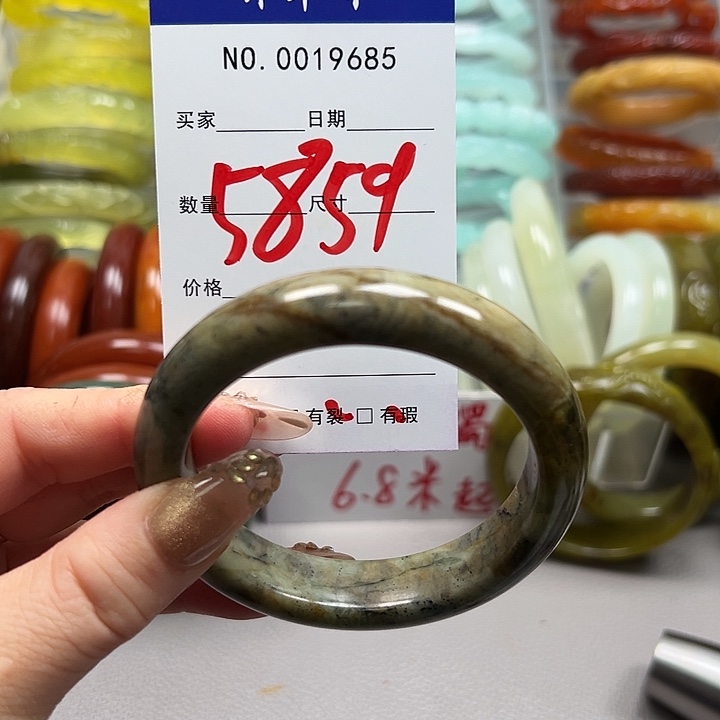 NO.0019685
买家 日期
数量 尺寸
5859
价格
有裂 □ 有瑕
6.8米起